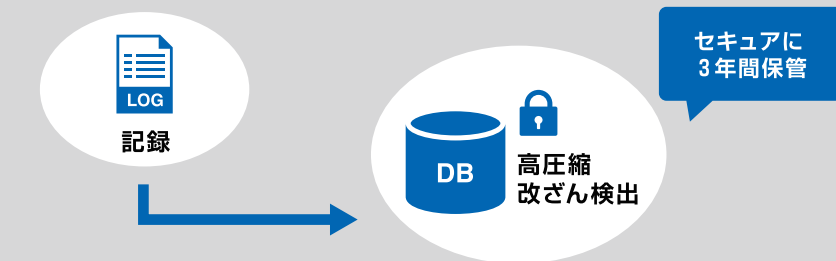 LOG
記録
DB
高圧縮
改ざん検出
セキュアに
3年間保管